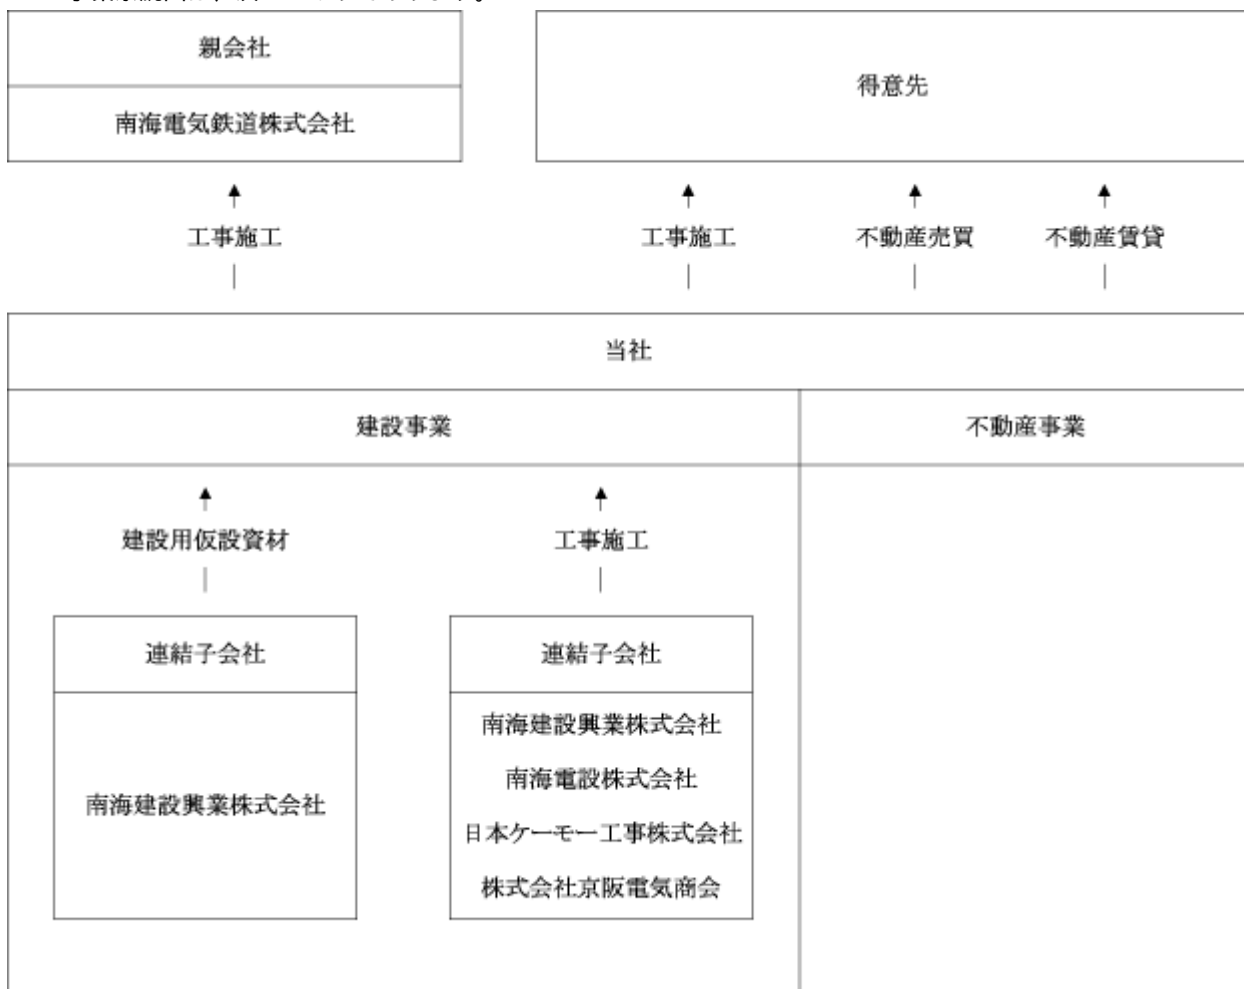 親会社
南海電気鉄道株式会社
得意先
工事施工
工事施工
不動産売買
不動産賃貸
当社
建設事業
不動産事業
建設用仮設資材
工事施工
連結子会社
南海建設興業株式会社
連結子会社
南海建設興業株式会社
南海電設株式会社
日本ケーモー工事株式会社
株式会社京阪電気商会